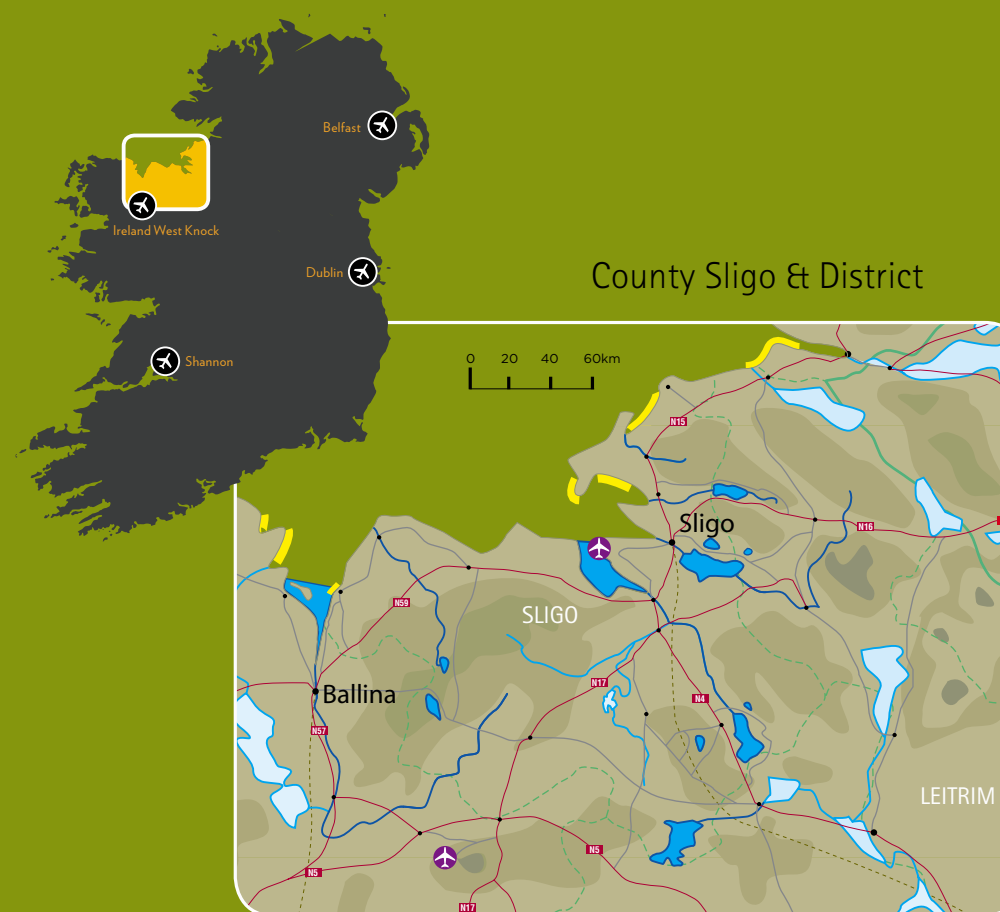 Belfast
Ireland West Knock
Dublin
County Sligo & District
Shannon
0 20 40 60km
N15
Sligo
N16
N59
SLIGO
N17
Ballina
N4
N57
LEITRIM
N5
N5
N17